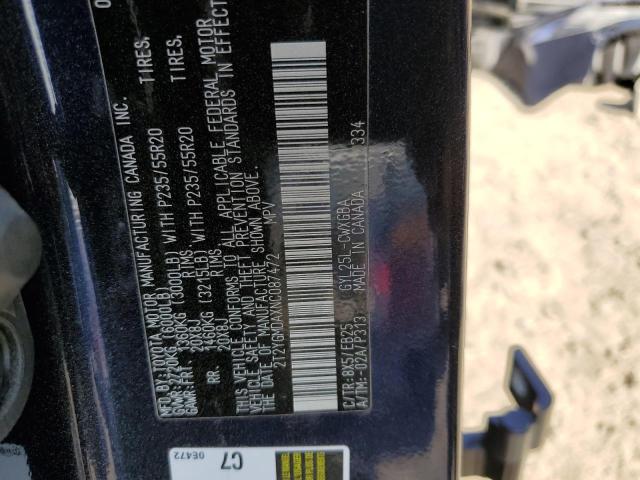 MFD.BY:TOYOTA MOTOR MANUFACTURING CANADA INC.
GVWR:2720KG(6000LB)
GAWR:FRT. 1360KG(3000LB) WITH P235/55R20 TIRES,
20X8J RIMS
RR. 1460KG(3215LB) WITH P235/55R20 TIRES,
20X8J RIMS
THIS VEHICLE CONFORMS TO ALL APPLICABLE FEDERAL MOTOR
VEHICLE SAFETY AND THEFT PREVENTION STANDARDS IN EFFECT
ON THE DATE OF MANUFACTURE SHOWN ABOVE.
MPV
C/TR:BX5/EB25 GYL25L-CWXGBA
A/TM:-02A/P313 MADE IN CANADA 334
C7
0E472